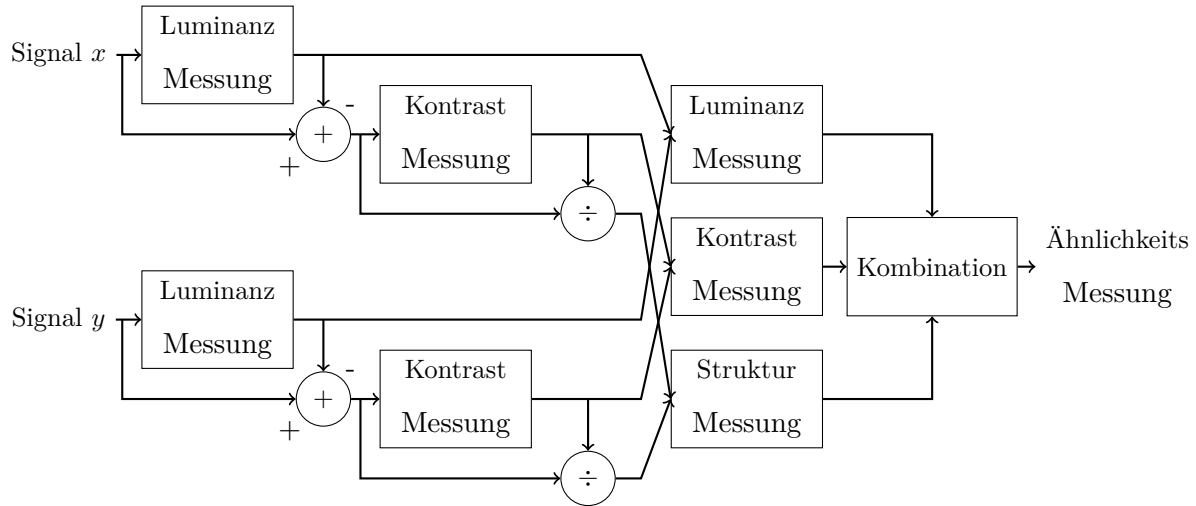 Luminanz
Messung
Signal x
-
+
+
Kontrast
Messung
÷
Luminanz
Messung
Signal y
-
+
+
Kontrast
Messung
÷
Luminanz
Messung
Kontrast
Messung
Struktur
Messung
Kombination
Ähnlichkeits
Messung